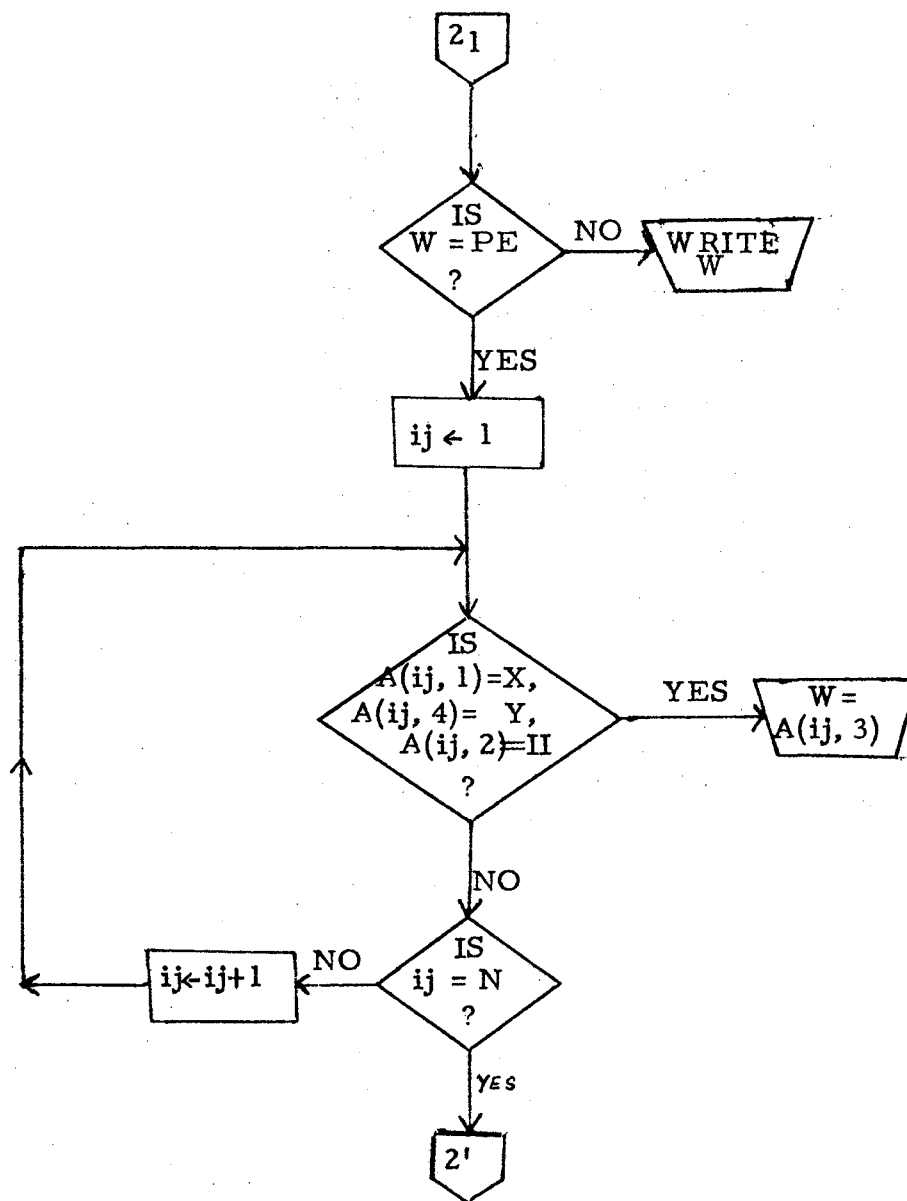 21
IS
W = PE
?
NO
WRITE
W
YES
ij ← 1
IS
A(ij, 1)=X,
A(ij, 4)= Y,
A(ij, 2)=II
?
YES
W =
A(ij, 3)
NO
IS
ij = N
?
NO
ij←ij+1
YES
2'